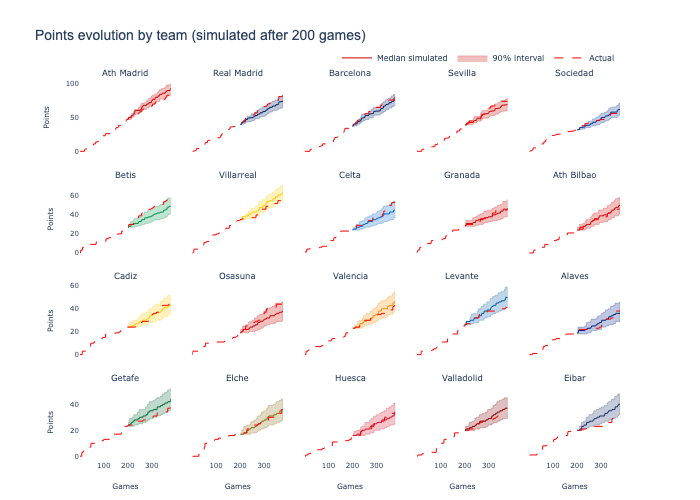 Points evolution by team (simulated after 200 games)
Median simulated 90% interval Actual
Ath Madrid Real Madrid Barcelona Sevilla Sociedad
100
50
0
Points
Betis Villarreal Celta Granada Ath Bilbao
60
40
20
0
Points
Cadiz Osasuna Valencia Levante Alaves
60
40
20
0
Points
Getafe Elche Huesca Valladolid Eibar
40
20
0
Points
100 200 300 100 200 300 100 200 300 100 200 300 100 200 300
Games Games Games Games Games